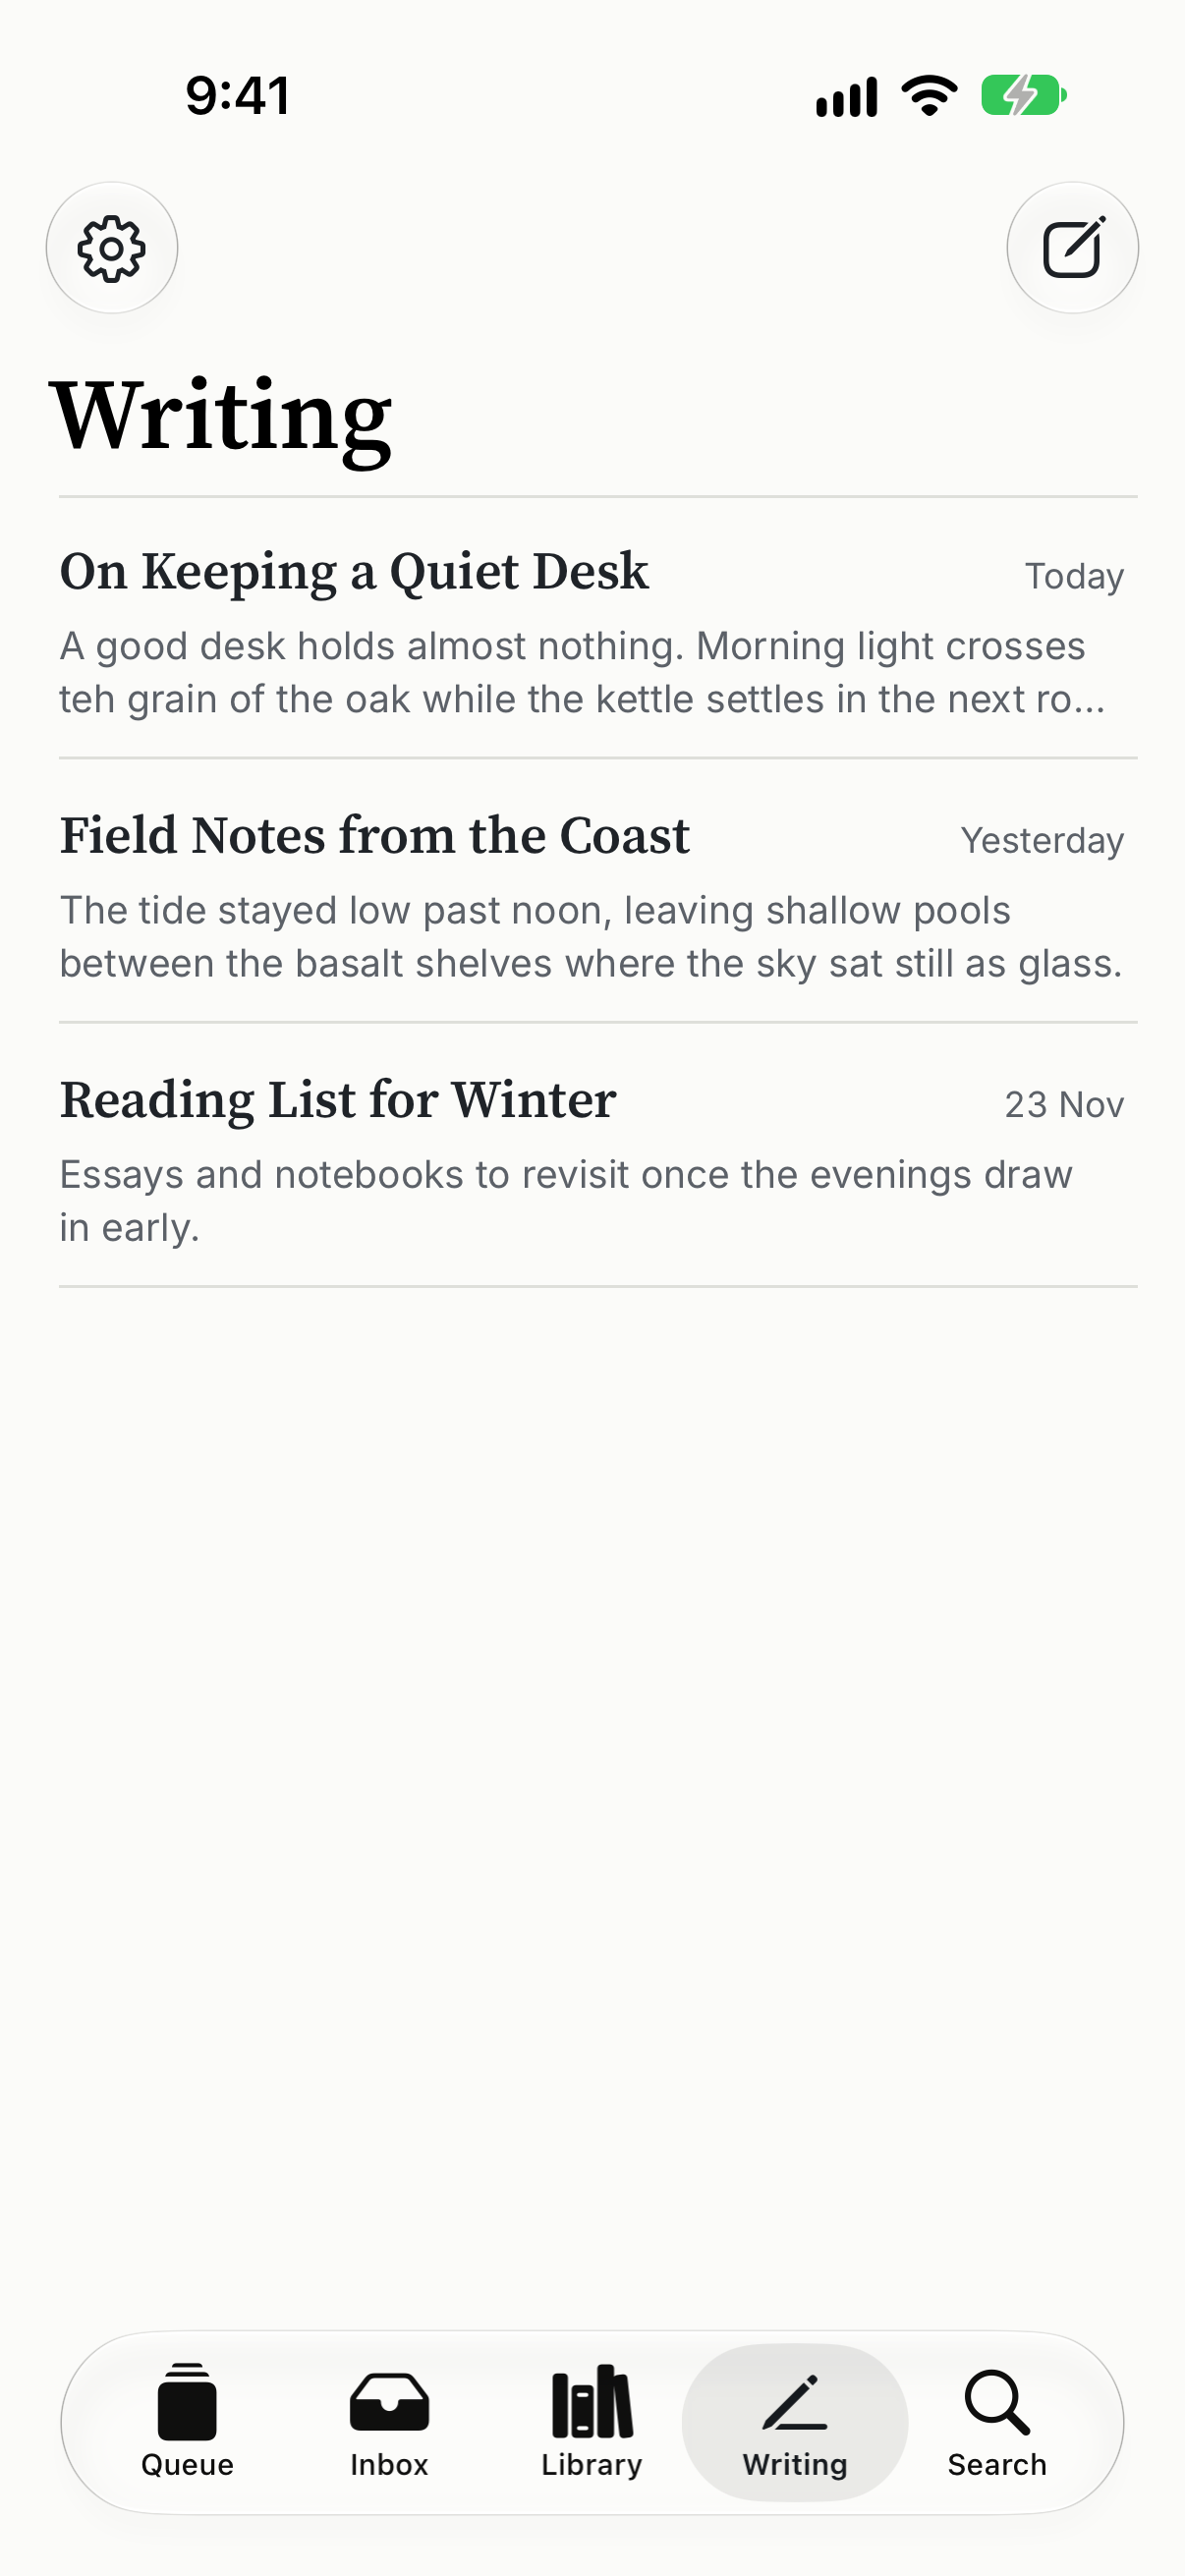 9:41
Writing
On Keeping a Quiet Desk Today
A good desk holds almost nothing. Morning light crosses
teh grain of the oak while the kettle settles in the next ro...
Field Notes from the Coast Yesterday
The tide stayed low past noon, leaving shallow pools
between the basalt shelves where the sky sat still as glass.
Reading List for Winter 23 Nov
Essays and notebooks to revisit once the evenings draw
in early.
Queue Inbox Library Writing Search